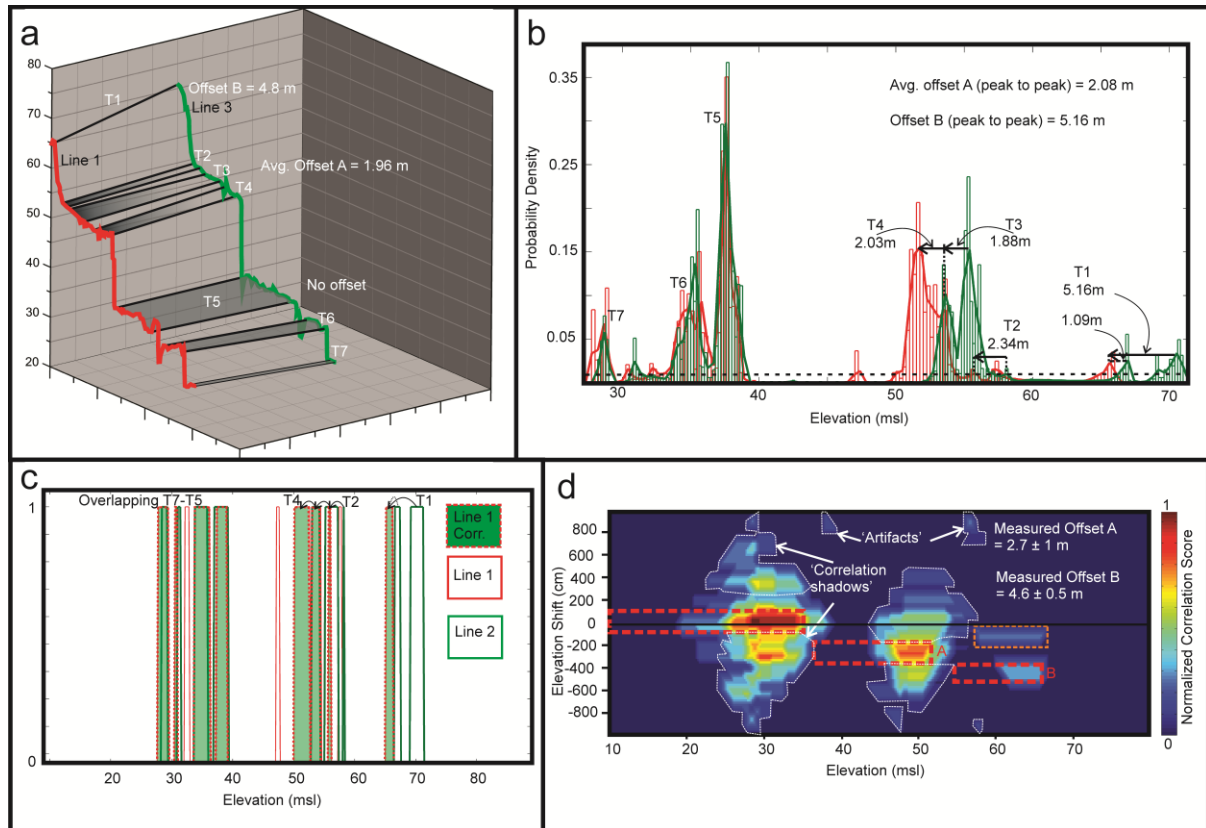 a
80
70
60
50
40
30
20
T1
Offset B = 4.8 m
Line 3
Line 1
T2
T3
T4
Avg. Offset A = 1.96 m
No offset
T5
T6
T7
b
Probability Density
0.35
0.25
0.15
0.05
Avg. offset A (peak to peak) = 2.08 m
Offset B (peak to peak) = 5.16 m
T5
T4
2.03m
T3
1.88m
T6
T7
T1
5.16m
T2
2.34m
1.09m
30 40 50 60 70
Elevation (msl)
c
1
0
Overlapping T7-T5
T4
T2
T1
Line 1
Corr.
Line 1
Line 2
20 30 40 50 60 70 80
Elevation (msl)
d
Elevation Shift (cm)
800
600
400
200
0
-200
-400
-600
-800
'Artifacts'
'Correlation
shadows'
Measured Offset A
= 2.7 ± 1 m
Measured Offset B
= 4.6 ± 0.5 m
A
B
10 20 30 40 50 60 70 80
Elevation (msl)
1
0
Normalized Correlation Score